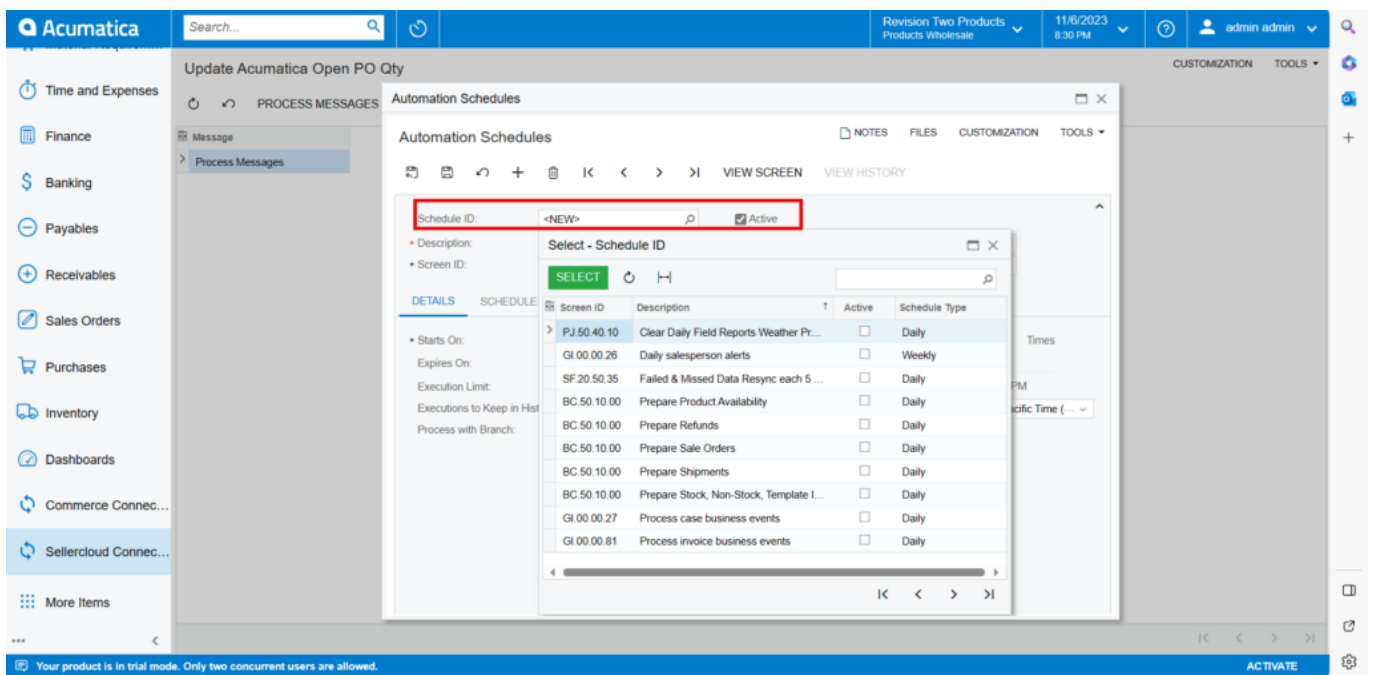 Acumatica
Search...
Revision Two Products
Products Wholesale
11/6/2023
8:30 PM
admin admin
Time and Expenses
Finance
Banking
Payables
Receivables
Sales Orders
Purchases
Inventory
Dashboards
Commerce Connec...
Sellercloud Connec...
More Items
Update Acumatica Open PO Qty
CUSTOMIZATION TOOLS
PROCESS MESSAGES
Message
Process Messages
Automation Schedules
Automation Schedules
NOTES FILES CUSTOMIZATION TOOLS
VIEW SCREEN VIEW HISTORY
Schedule ID: <NEW> Active
Description:
Screen ID:
DETAILS SCHEDULE
Starts On:
Expires On:
Execution Limit:
Executions to Keep in Hist
Process with Branch:
Times
PM
cific Time (...
Select - Schedule ID
SELECT
Screen ID Description Active Schedule Type
PJ.50.40.10 Clear Daily Field Reports Weather Pr... Daily
GI.00.00.26 Daily salesperson alerts Weekly
SF.20.50.35 Failed & Missed Data Resync each 5 ... Daily
BC.50.10.00 Prepare Product Availability Daily
BC.50.10.00 Prepare Refunds Daily
BC.50.10.00 Prepare Sale Orders Daily
BC.50.10.00 Prepare Shipments Daily
BC.50.10.00 Prepare Stock, Non-Stock, Template I... Daily
GI.00.00.27 Process case business events Daily
GI.00.00.81 Process invoice business events Daily
Your product is in trial mode. Only two concurrent users are allowed.
ACTIVATE